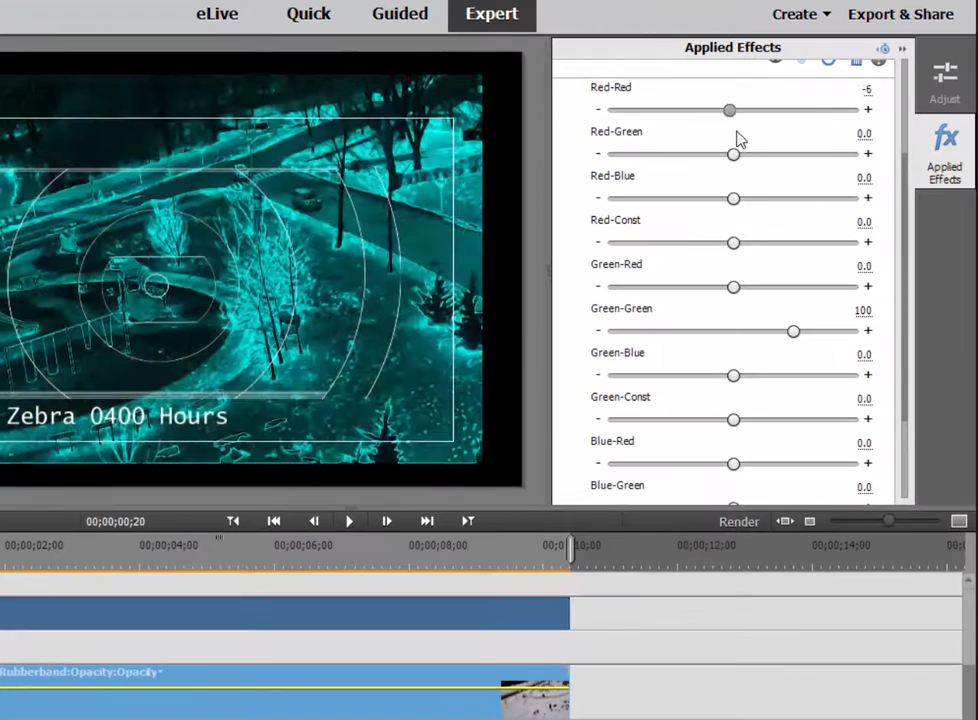 eLive Quick Guided Expert Create Export & Share
Applied Effects
Adjust
fx
Applied
Effects
Red-Red -6
- +
Red-Green 0.0
- +
Red-Blue 0.0
- +
Red-Const 0.0
- +
Green-Red 0.0
- +
Green-Green 100
- +
Green-Blue 0.0
- +
Green-Const 0.0
- +
Blue-Red 0.0
- +
Blue-Green 0.0
Zebra 0400 Hours
00;00;00;20 Render
00;00;02;00 00;00;04;00 00;00;06;00 00;00;08;00 00;0 10;00 00;00;12;00 00;00;14;00 00;0
Rubberband:Opacity:Opacity